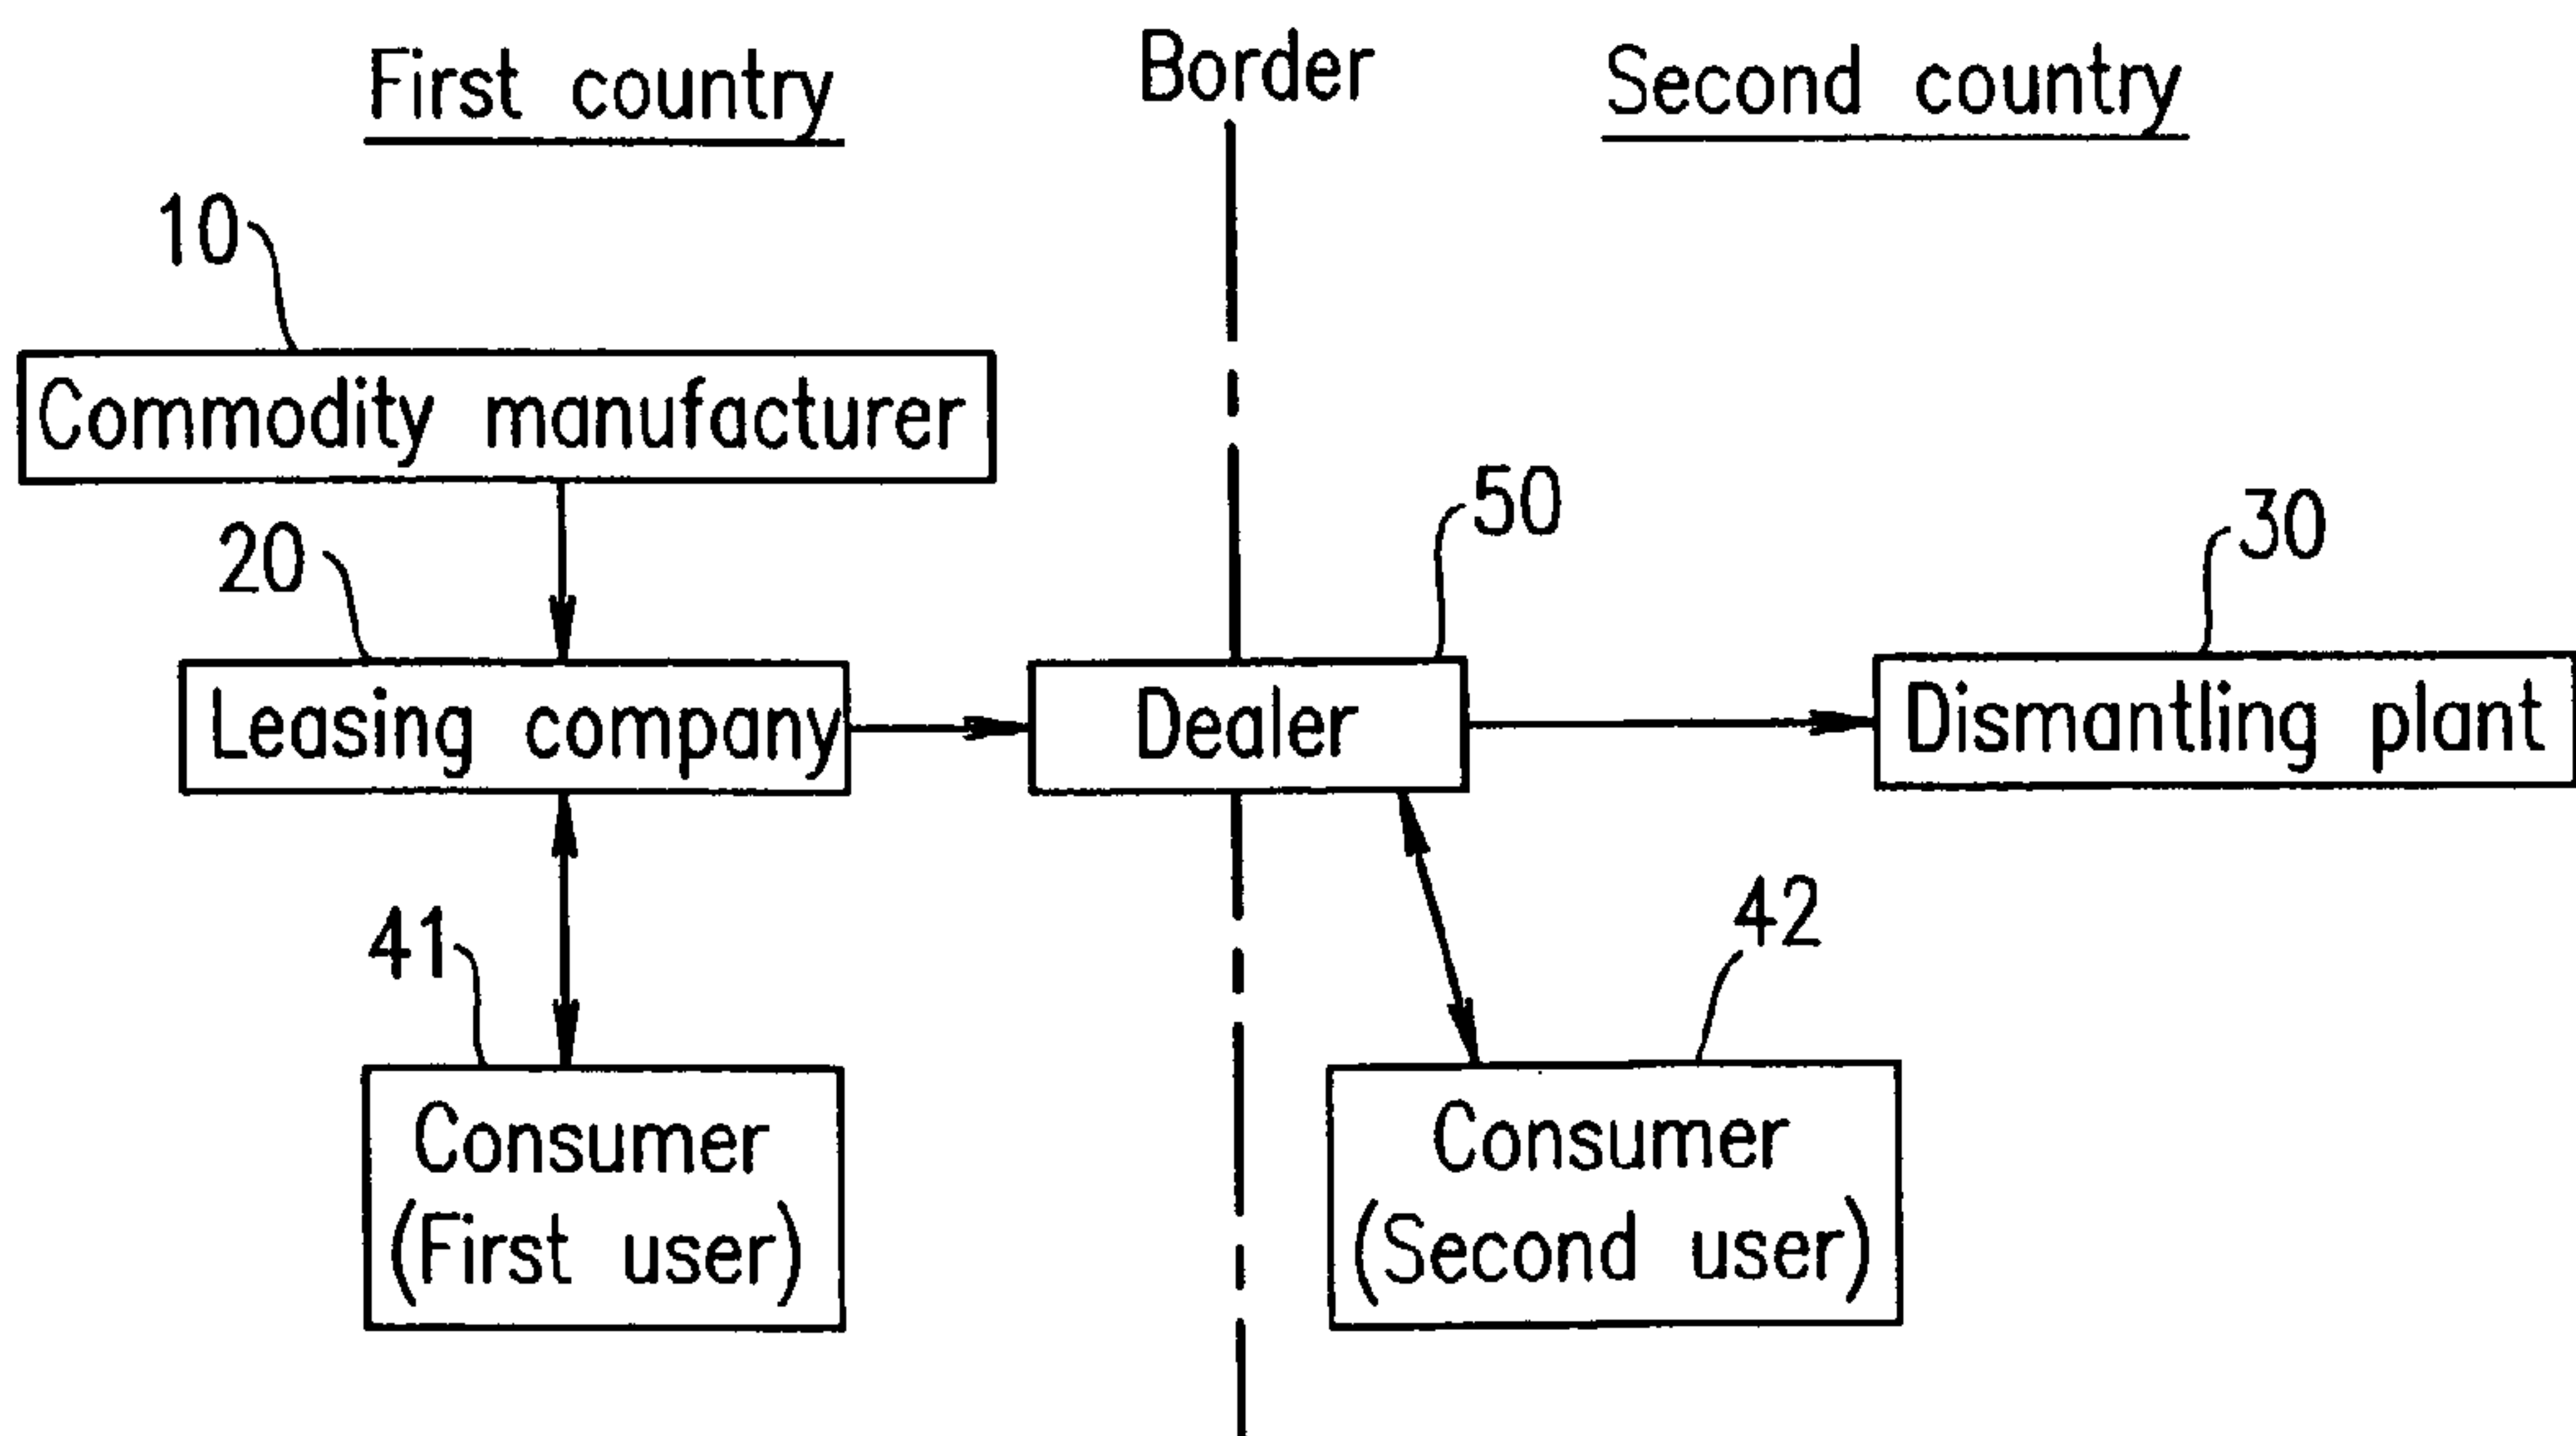 First country
Border
Second country
10
Commodity manufacturer
20
50
30
Leasing company
Dealer
Dismantling plant
41
42
Consumer
(First user)
Consumer
(Second user)